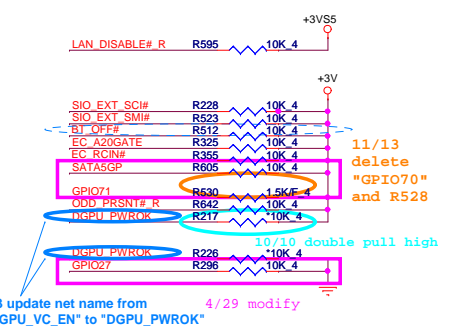 +3VS5
LAN_DISABLE#_R R595 10K_4
+3V
SIO_EXT_SCI# R228 10K_4
SIO_EXT_SMI# R523 10K_4
BT_OFF# R512 10K_4
EC_A20GATE R325 10K_4
EC_RCIN# R355 10K_4
SATA5GP R605 10K_4
11/13
delete
"GPIO70"
and R528
GPIO71 R530 1.5K/F_4
ODD_PRSNT#_R R642 10K_4
DGPU_PWROK R217 *10K_4
10/10 double pull high
DGPU_PWROK R226 *10K_4
GPIO27 R296 10K_4
update net name from 4/29 modify
GPU_VC_EN" to "DGPU_PWROK"